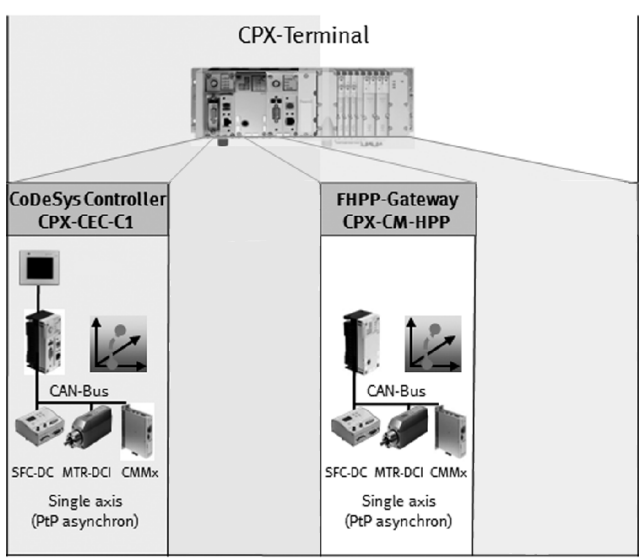 CPX-Terminal
CoDeSys Controller
CPX-CEC-C1
FHPP-Gateway
CPX-CM-HPP
CAN-Bus
SFC-DC MTR-DCI CMMx
Single axis
(PtP asynchron)
CAN-Bus
SFC-DC MTR-DCI CMMx
Single axis
(PtP asynchron)